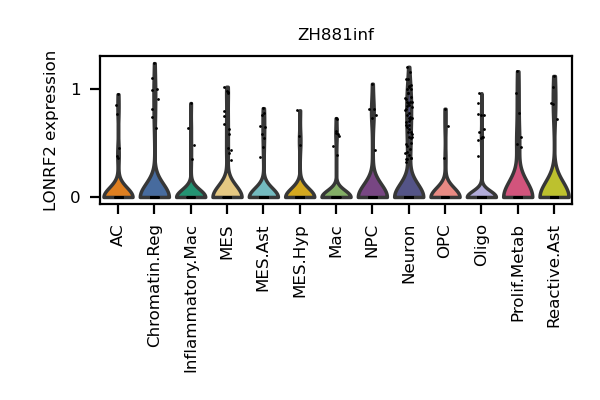 ZH881inf
LONRF2 expression
1
0
AC
Chromatin.Reg
Inflammatory.Mac
MES
MES.Ast
MES.Hyp
Mac
NPC
Neuron
OPC
Oligo
Prolif.Metab
Reactive.Ast